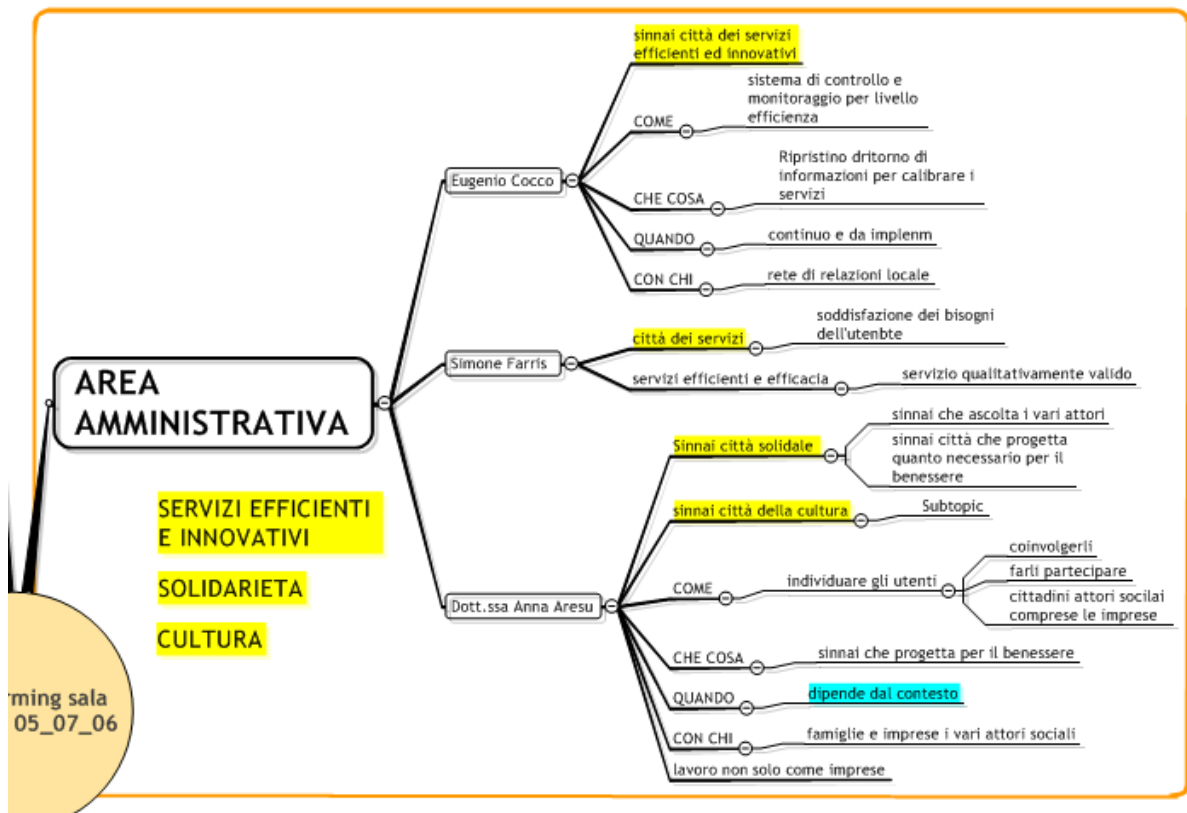 sinnai città dei servizi
efficienti ed innovativi
COME
sistema di controllo e
monitoraggio per livello
efficienza
Eugenio Cocco
CHE COSA
Ripristino dritorno di
informazioni per calibrare i
servizi
QUANDO
continuo e da implenm
CON CHI
rete di relazioni locale
Simone Farris
città dei servizi
soddisfazione dei bisogni
dell'utenbte
servizi efficienti e efficacia
servizio qualitativamente valido
AREA
AMMINISTRATIVA
SERVIZI EFFICIENTI
E INNOVATIVI
SOLIDARIETA
CULTURA
Dott.ssa Anna Aresu
Sinnai città solidale
sinnai che ascolta i vari attori
sinnai città che progetta
quanto necessario per il
benessere
sinnai città della cultura
Subtopic
COME
individuare gli utenti
coinvolgerli
farli partecipare
cittadini attori socilai
comprese le imprese
CHE COSA
sinnai che progetta per il benessere
QUANDO
dipende dal contesto
CON CHI
famiglie e imprese i vari attori sociali
lavoro non solo come imprese
rming sala
05_07_06